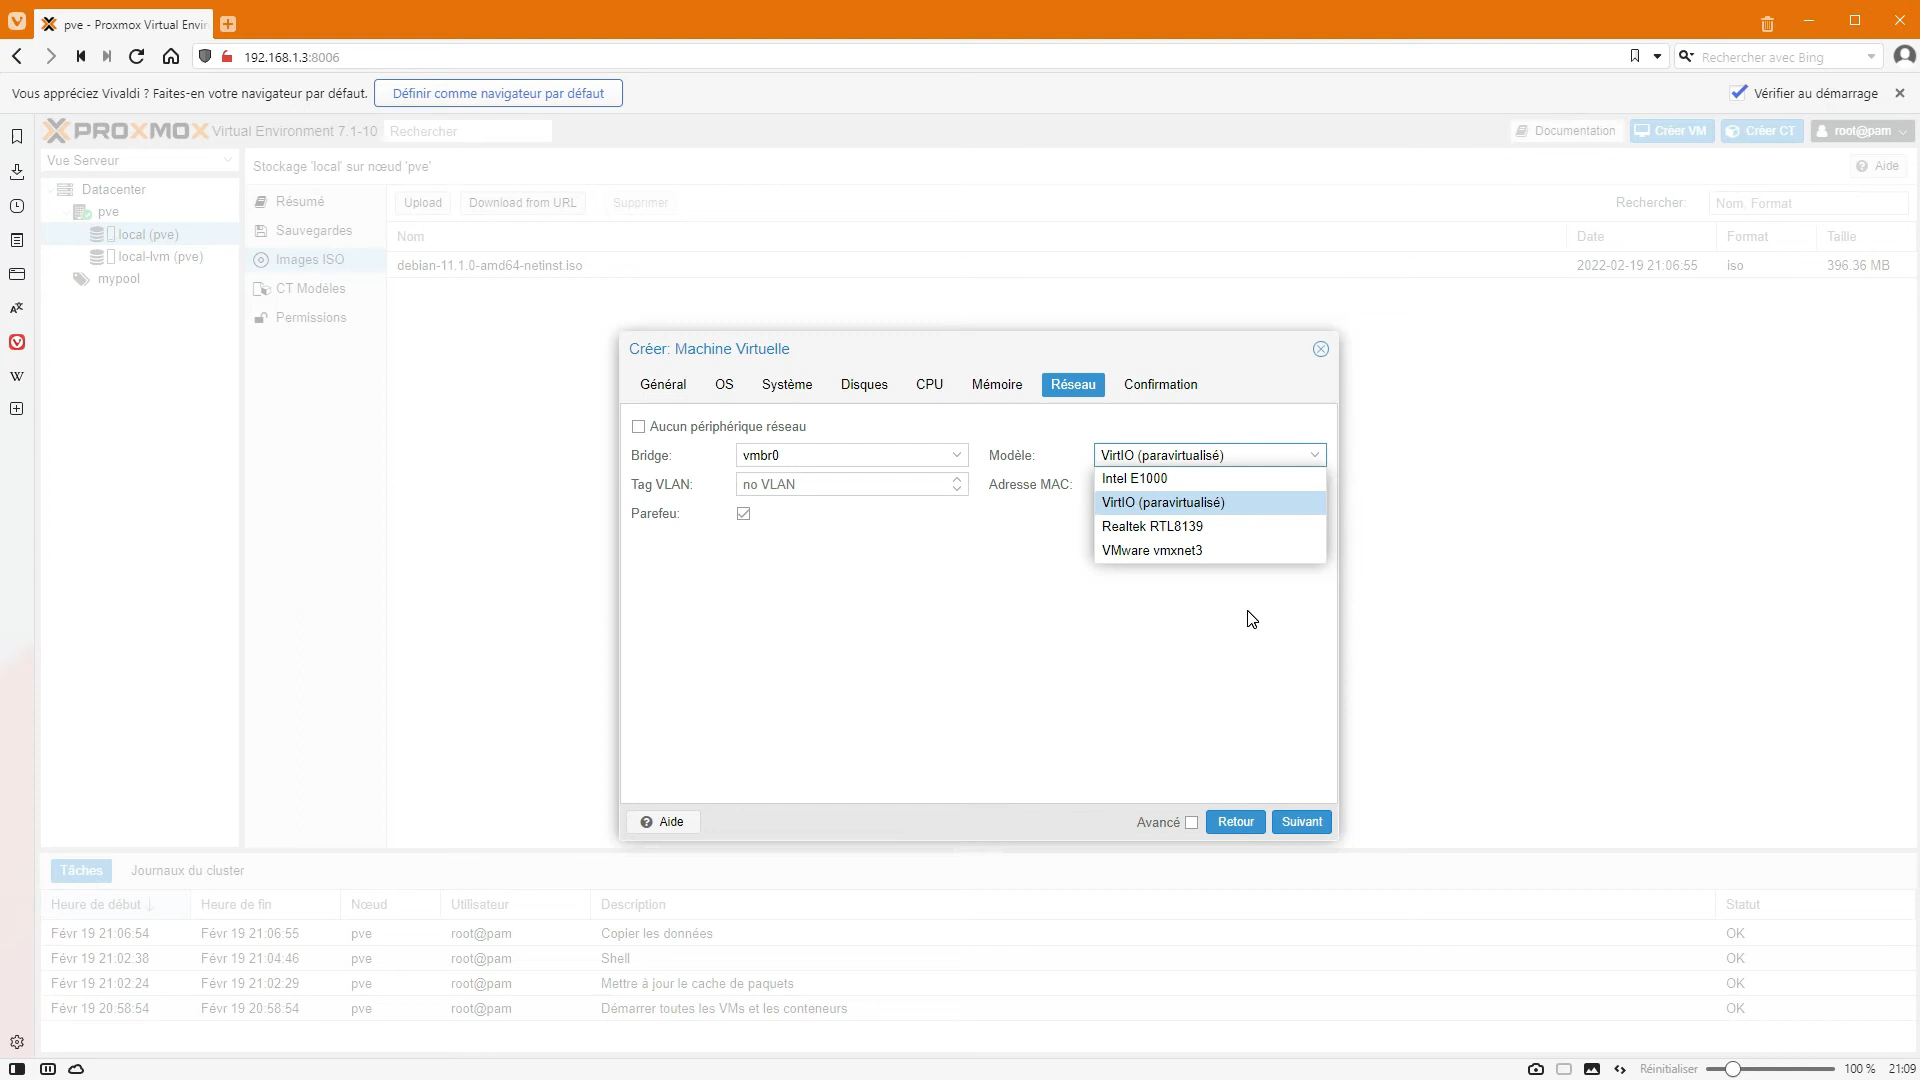 pve - Proxmox Virtual Envir
192.168.1.3:8006
Rechercher avec Bing
Vous appréciez Vivaldi ? Faites-en votre navigateur par défaut.
Définir comme navigateur par défaut
Vérifier au démarrage
PROXMOX
Virtual Environment 7.1-10
Rechercher
Documentation
Créer VM
Créer CT
root@pam
Vue Serveur
Stockage 'local' sur nœud 'pve'
Aide
Datacenter
pve
local (pve)
local-lvm (pve)
mypool
Résumé
Sauvegardes
Images ISO
CT Modèles
Permissions
Upload
Download from URL
Supprimer
Rechercher:
Nom, Format
Nom
Date
Format
Taille
debian-11.1.0-amd64-netinst.iso
2022-02-19 21:06:55
iso
396.36 MB
Créer: Machine Virtuelle
Général
OS
Système
Disques
CPU
Mémoire
Réseau
Confirmation
Aucun périphérique réseau
Bridge:
vmbr0
Modèle:
VirtIO (paravirtualisé)
Tag VLAN:
no VLAN
Adresse MAC:
Parefeu:
Intel E1000
VirtIO (paravirtualisé)
Realtek RTL8139
VMware vmxnet3
Aide
Avancé
Retour
Suivant
Tâches
Journaux du cluster
Heure de début
Heure de fin
Nœud
Utilisateur
Description
Statut
Févr 19 21:06:54
Févr 19 21:06:55
pve
root@pam
Copier les données
OK
Févr 19 21:02:38
Févr 19 21:04:46
pve
root@pam
Shell
OK
Févr 19 21:02:24
Févr 19 21:02:29
pve
root@pam
Mettre à jour le cache de paquets
OK
Févr 19 20:58:54
Févr 19 20:58:54
pve
root@pam
Démarrer toutes les VMs et les conteneurs
OK
Réinitialiser
100 %
21:09